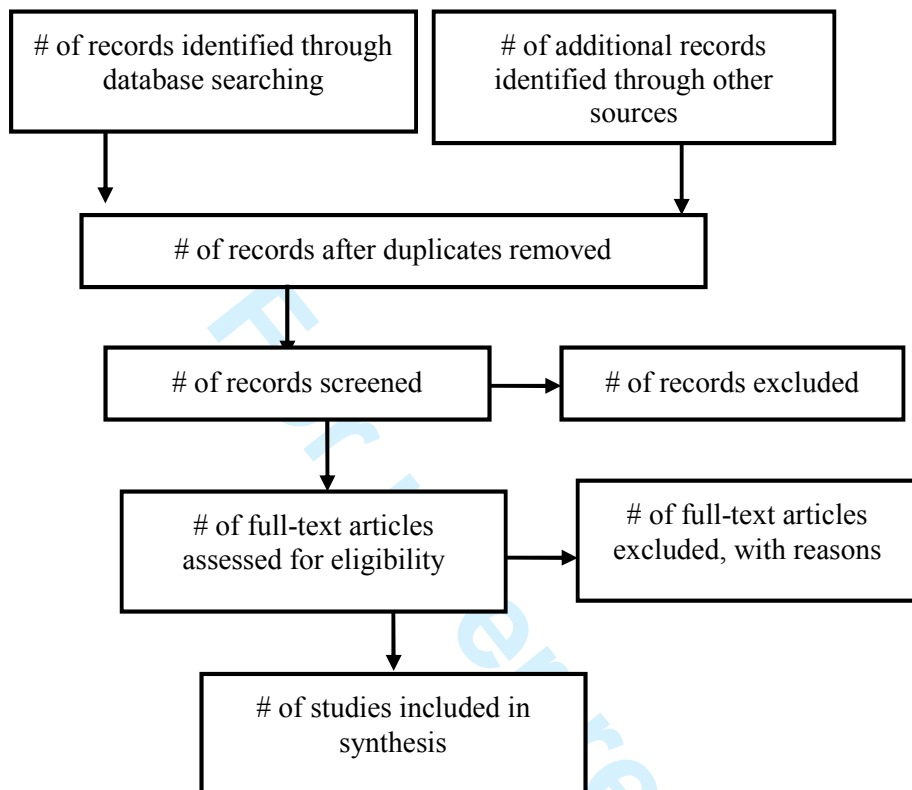 # of records identified through
database searching
# of additional records
identified through other
sources
# of records after duplicates removed
# of records screened
# of records excluded
# of full-text articles
assessed for eligibility
# of full-text articles
excluded, with reasons
# of studies included in
synthesis